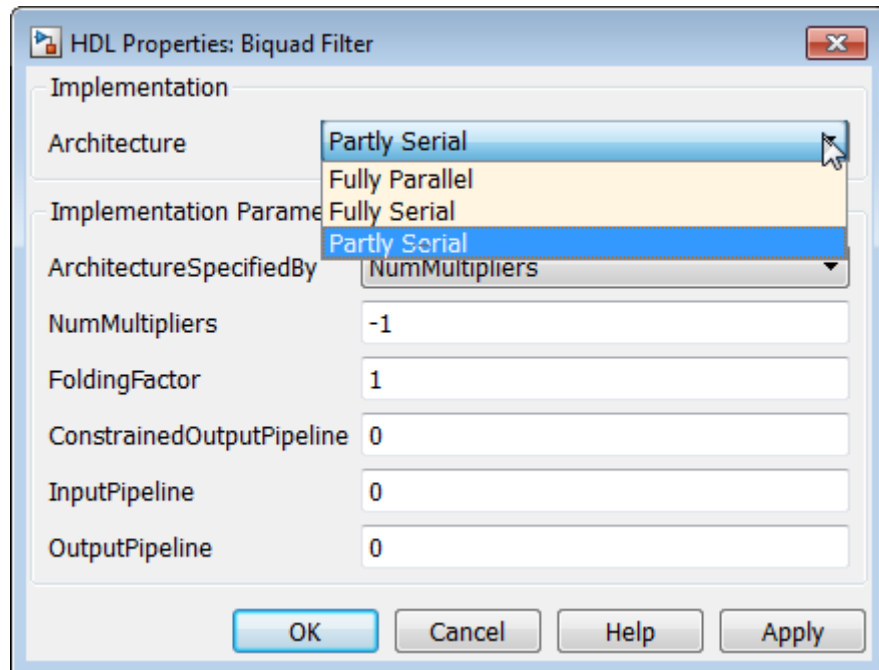 HDL Properties: Biquad Filter
Implementation
Architecture Partly Serial
Fully Parallel
Implementation Parame Fully Serial
Partly Serial
ArchitectureSpecifiedBy NumMultipliers
NumMultipliers -1
FoldingFactor 1
ConstrainedOutputPipeline 0
InputPipeline 0
OutputPipeline 0
OK Cancel Help Apply